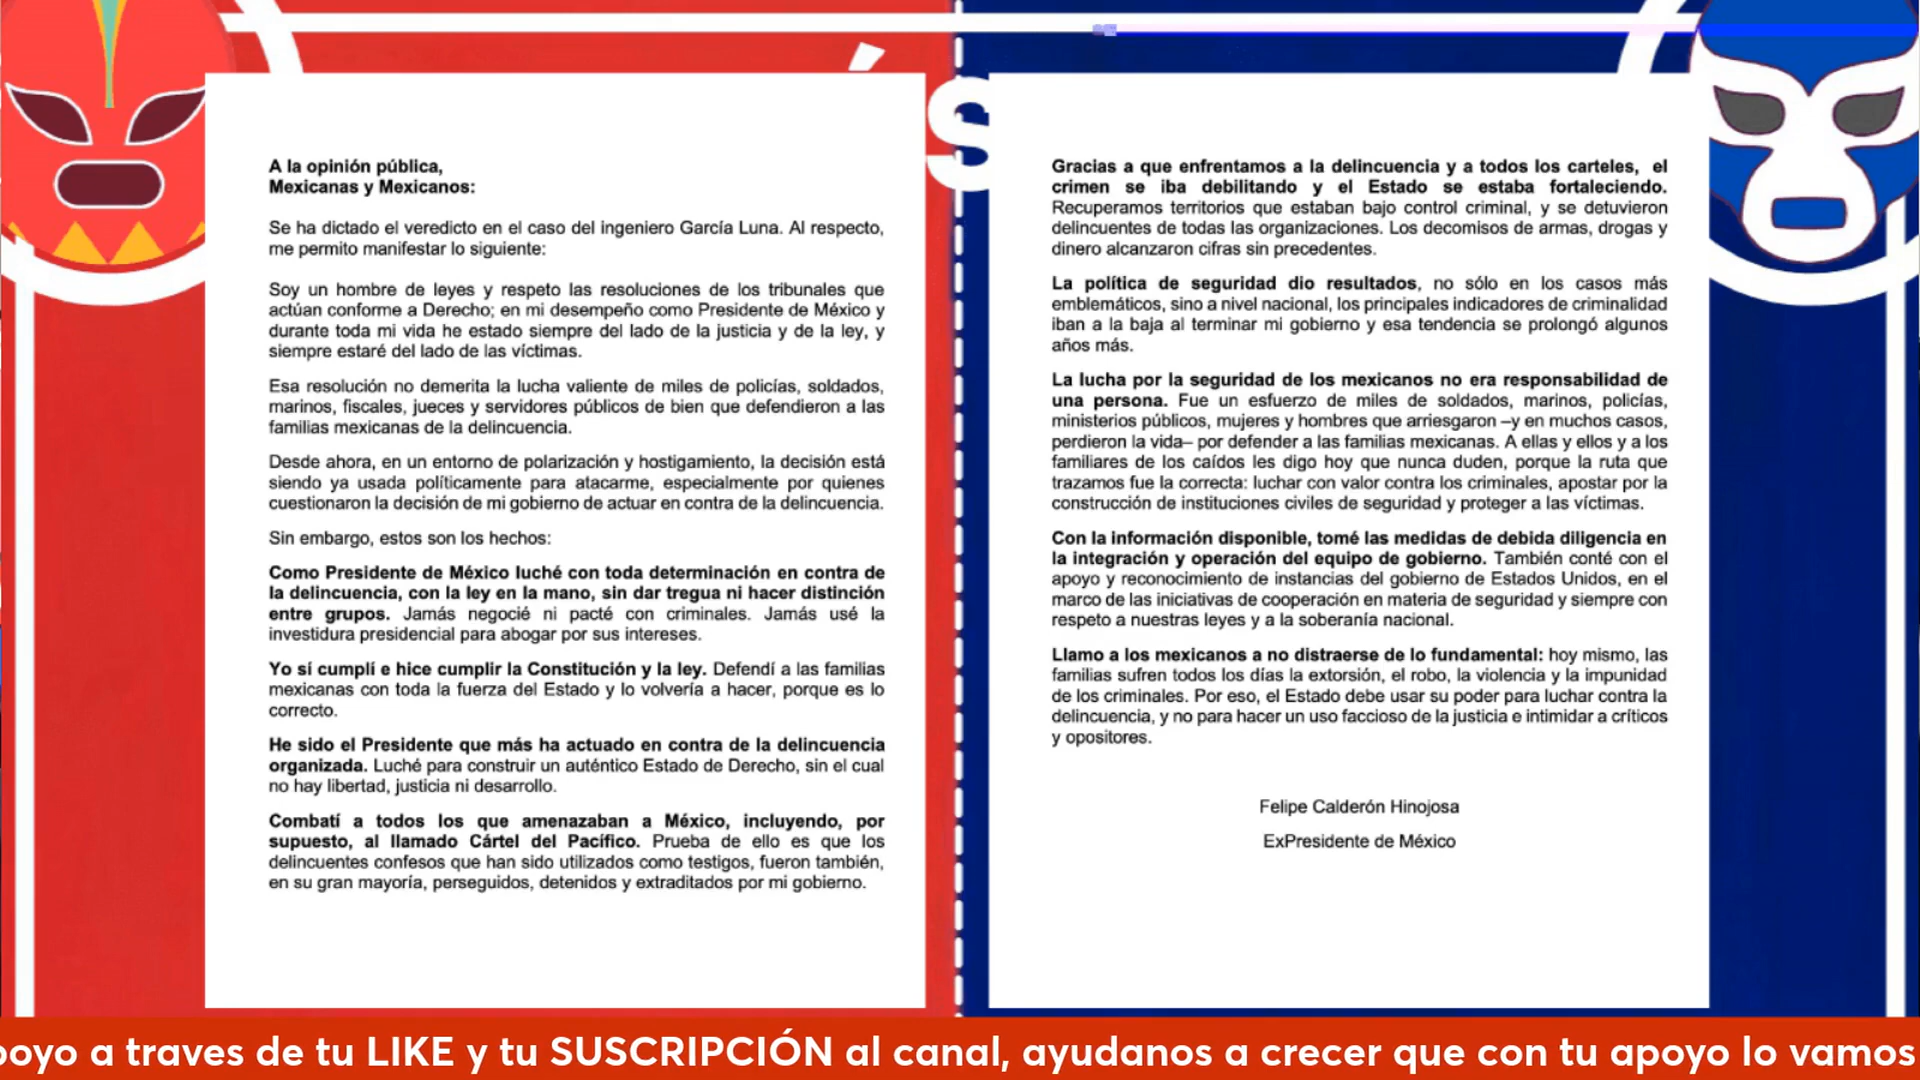 A la opinión pública,
Mexicanas y Mexicanos:
Se ha dictado el veredicto en el caso del ingeniero García Luna. Al respecto,
me permito manifestar lo siguiente:
Soy un hombre de leyes y respeto las resoluciones de los tribunales que
actúan conforme a Derecho; en mi desempeño como Presidente de México y
durante toda mi vida he estado siempre del lado de la justicia y de la ley, y
siempre estaré del lado de las víctimas.
Esa resolución no demerita la lucha valiente de miles de policías, soldados,
marinos, fiscales, jueces y servidores públicos de bien que defendieron a las
familias mexicanas de la delincuencia.
Desde ahora, en un entorno de polarización y hostigamiento, la decisión está
siendo ya usada políticamente para atacarme, especialmente por quienes
cuestionaron la decisión de mi gobierno de actuar en contra de la delincuencia.
Sin embargo, estos son los hechos:
Como Presidente de México luché con toda determinación en contra de
la delincuencia, con la ley en la mano, sin dar tregua ni hacer distinción
entre grupos. Jamás negocié ni pacté con criminales. Jamás usé la
investidura presidencial para abogar por sus intereses.
Yo sí cumplí e hice cumplir la Constitución y la ley. Defendí a las familias
mexicanas con toda la fuerza del Estado y lo volvería a hacer, porque es lo
correcto.
He sido el Presidente que más ha actuado en contra de la delincuencia
organizada. Luché para construir un auténtico Estado de Derecho, sin el cual
no hay libertad, justicia ni desarrollo.
Combatí a todos los que amenazaban a México, incluyendo, por
supuesto, al llamado Cártel del Pacífico. Prueba de ello es que los
delincuentes confesos que han sido utilizados como testigos, fueron también,
en su gran mayoría, perseguidos, detenidos y extraditados por mi gobierno.
Gracias a que enfrentamos a la delincuencia y a todos los carteles, el
crimen se iba debilitando y el Estado se estaba fortaleciendo.
Recuperamos territorios que estaban bajo control criminal, y se detuvieron
delincuentes de todas las organizaciones. Los decomisos de armas, drogas y
dinero alcanzaron cifras sin precedentes.
La política de seguridad dio resultados, no sólo en los casos más
emblemáticos, sino a nivel nacional, los principales indicadores de criminalidad
iban a la baja al terminar mi gobierno y esa tendencia se prolongó algunos
años más.
La lucha por la seguridad de los mexicanos no era responsabilidad de
una persona. Fue un esfuerzo de miles de soldados, marinos, policías,
ministerios públicos, mujeres y hombres que arriesgaron –y en muchos casos,
perdieron la vida– por defender a las familias mexicanas. A ellas y ellos y a los
familiares de los caídos les digo hoy que nunca duden, porque la ruta que
trazamos fue la correcta: luchar con valor contra los criminales, apostar por la
construcción de instituciones civiles de seguridad y proteger a las víctimas.
Con la información disponible, tomé las medidas de debida diligencia en
la integración y operación del equipo de gobierno. También conté con el
apoyo y reconocimiento de instancias del gobierno de Estados Unidos, en el
marco de las iniciativas de cooperación en materia de seguridad y siempre con
respeto a nuestras leyes y a la soberanía nacional.
Llamo a los mexicanos a no distraerse de lo fundamental: hoy mismo, las
familias sufren todos los días la extorsión, el robo, la violencia y la impunidad
de los criminales. Por eso, el Estado debe usar su poder para luchar contra la
delincuencia, y no para hacer un uso faccioso de la justicia e intimidar a críticos
y opositores.
Felipe Calderón Hinojosa
ExPresidente de México
poyo a traves de tu LIKE y tu SUSCRIPCIÓN al canal, ayudanos a crecer que con tu apoyo lo vamos